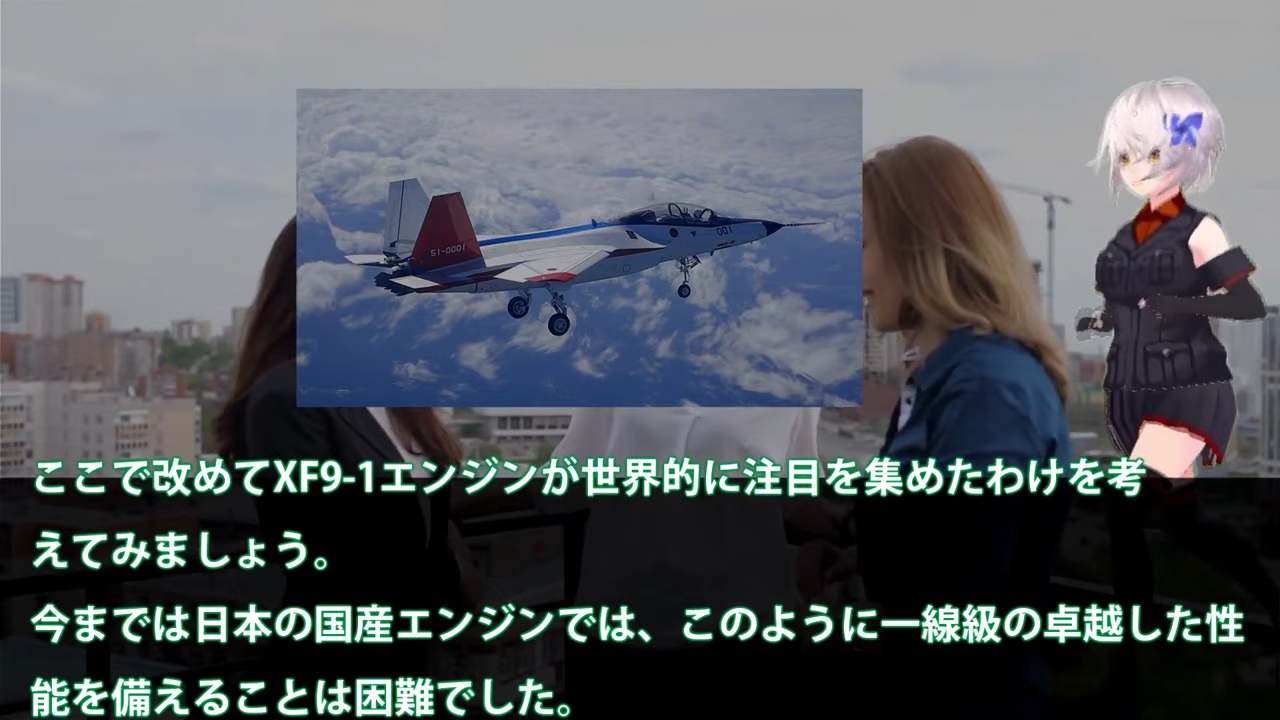 001
51-0001
ここで改めてXF9-1エンジンが世界的に注目を集めたわけを考
えてみましょう。
今までは日本の国産エンジンでは、このように一線級の卓越した性
能を備えることは困難でした。